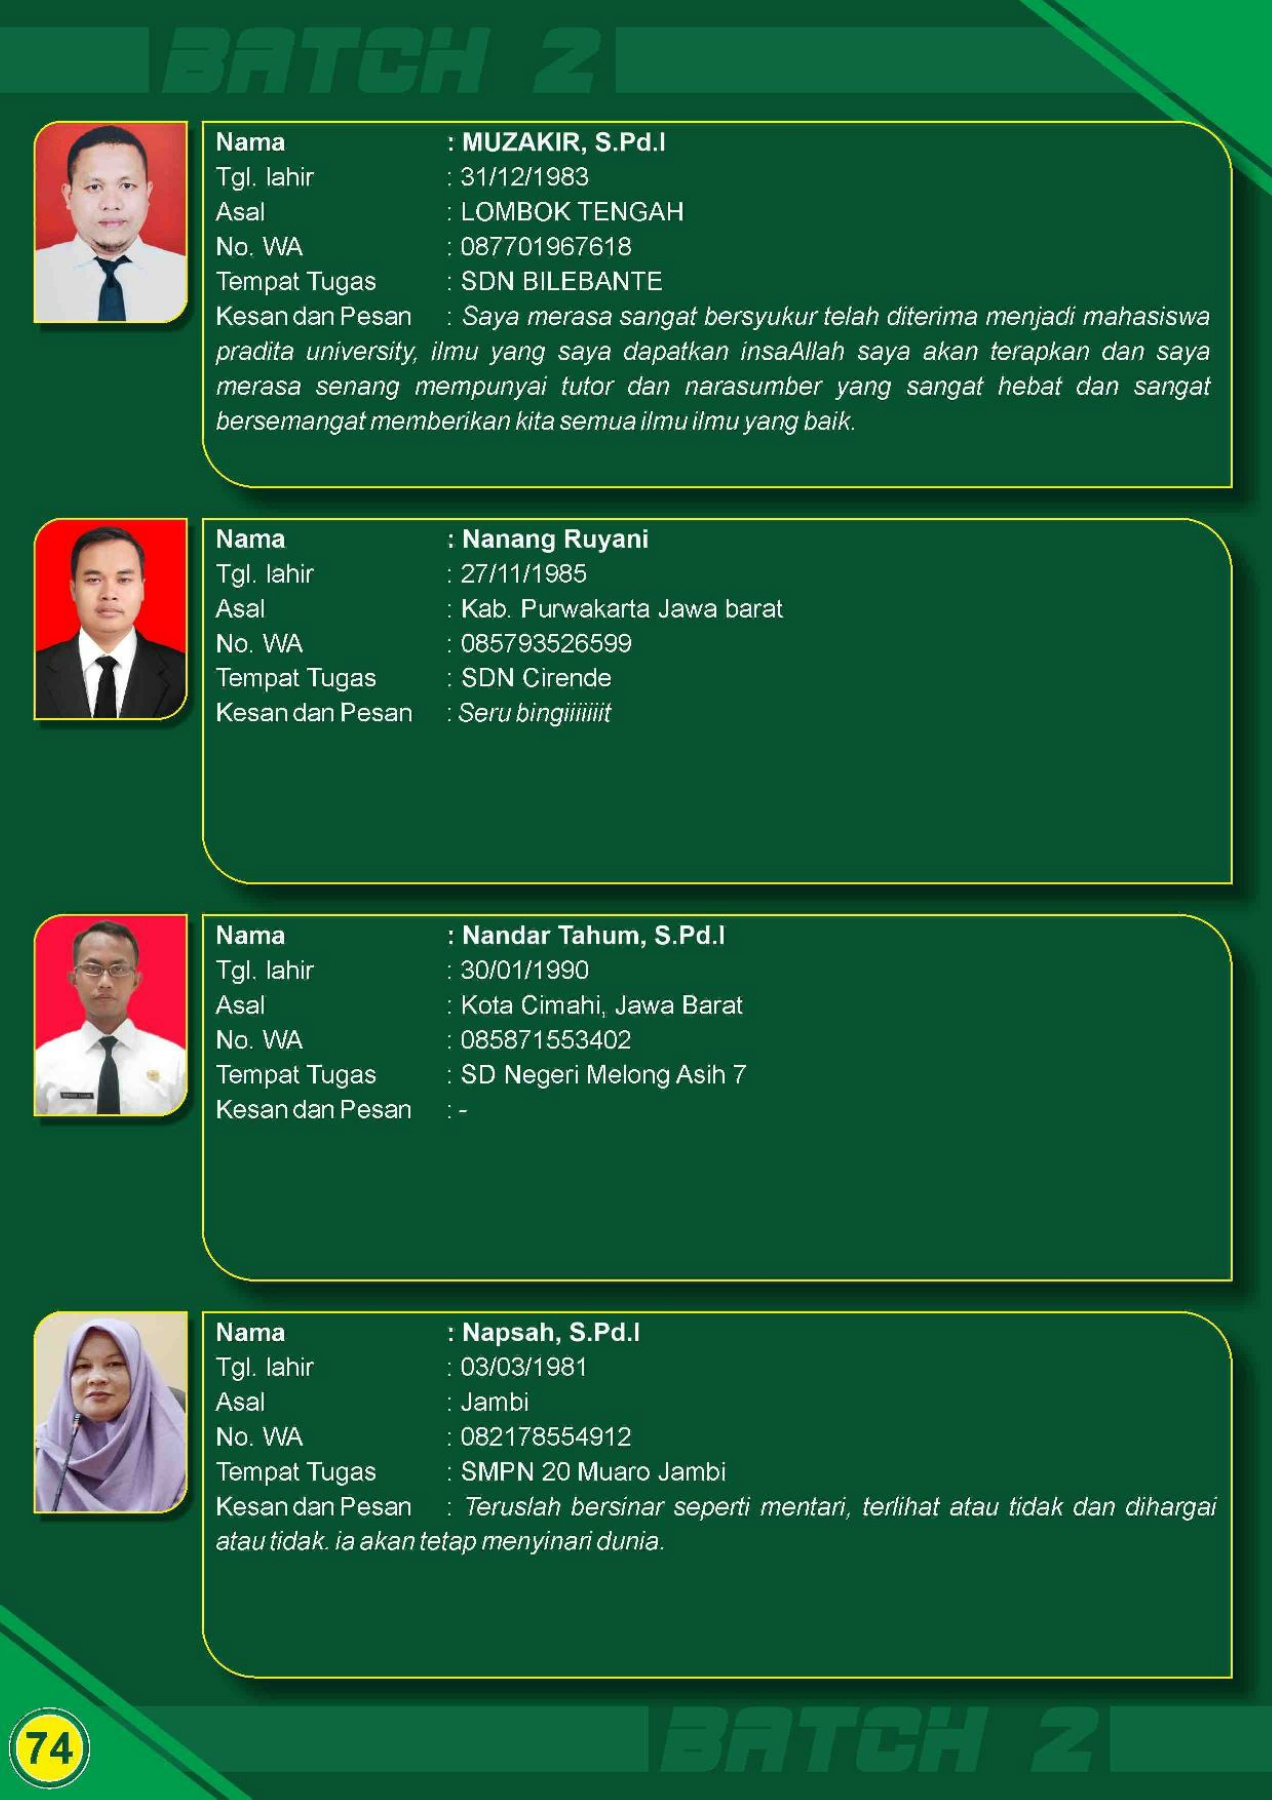 BATCH 2
Nama : MUZAKIR, S.Pd.I
Tgl. lahir : 31/12/1983
Asal : LOMBOK TENGAH
No. WA : 087701967618
Tempat Tugas : SDN BILEBANTE
Kesan dan Pesan : Saya merasa sangat bersyukur telah diterima menjadi mahasiswa
pradita university, ilmu yang saya dapatkan insaAllah saya akan terapkan dan saya
merasa senang mempunyai tutor dan narasumber yang sangat hebat dan sangat
bersemangat memberikan kita semua ilmu ilmu yang baik.
Nama : Nanang Ruyani
Tgl. lahir : 27/11/1985
Asal : Kab. Purwakarta Jawa barat
No. WA : 085793526599
Tempat Tugas : SDN Cirende
Kesan dan Pesan : Seru bingiiiiiiit
Nama : Nandar Tahum, S.Pd.I
Tgl. lahir : 30/01/1990
Asal : Kota Cimahi, Jawa Barat
No. WA : 085871553402
Tempat Tugas : SD Negeri Melong Asih 7
Kesan dan Pesan : -
Nama : Napsah, S.Pd.I
Tgl. lahir : 03/03/1981
Asal : Jambi
No. WA : 082178554912
Tempat Tugas : SMPN 20 Muaro Jambi
Kesan dan Pesan : Teruslah bersinar seperti mentari, terlihat atau tidak dan dihargai
atau tidak. ia akan tetap menyinari dunia.
74
BATCH 2